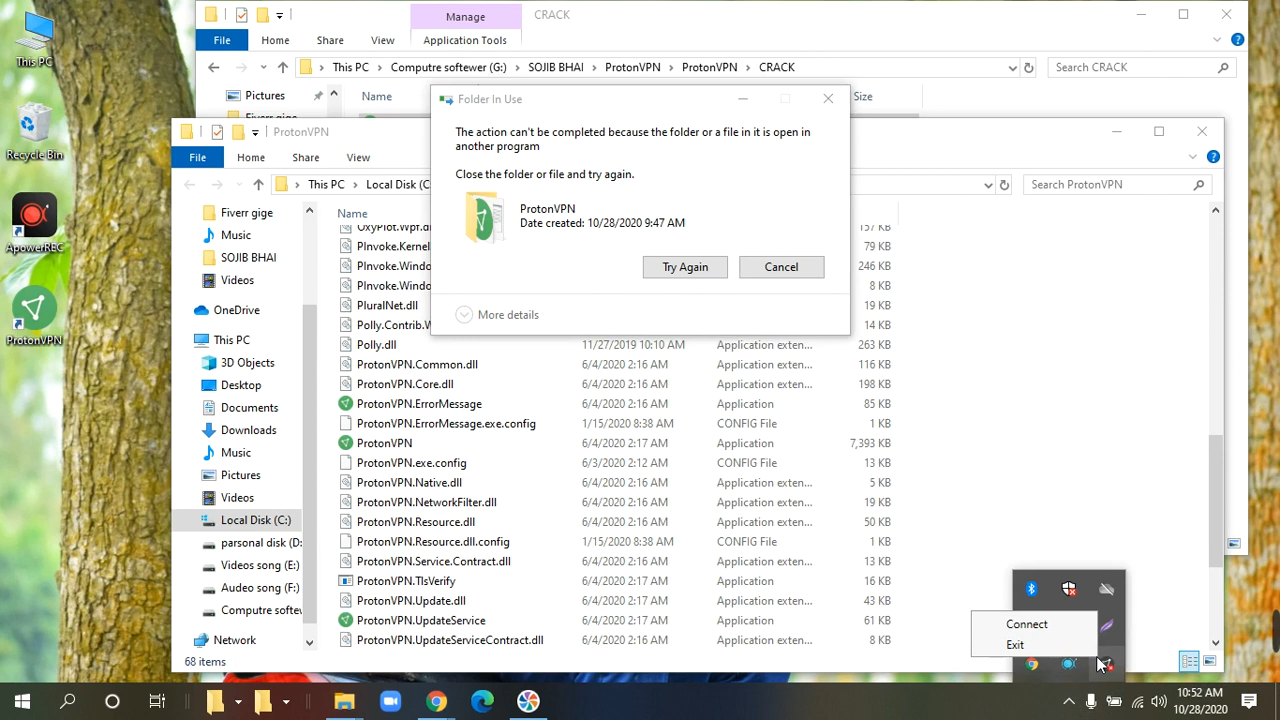 Manage
CRACK
File
Home
Share
View
Application Tools
This PC
Computre softewer (G:)
SOJIB BHAI
ProtonVPN
ProtonVPN
CRACK
Search CRACK
Pictures
Name
Size
Folder In Use
The action can't be completed because the folder or a file in it is open in
another program
Close the folder or file and try again.
ProtonVPN
Date created: 10/28/2020 9:47 AM
Try Again
Cancel
More details
ProtonVPN
File
Home
Share
View
This PC
Local Disk (C
Search ProtonVPN
Name
Fiverr gige
Music
SOJIB BHAI
Videos
OneDrive
This PC
3D Objects
Desktop
Documents
Downloads
Music
Pictures
Videos
Local Disk (C:)
parsonal disk (D:
Videos song (E:)
Audeo song (F:)
Computre softew
Network
OxyPlot.Wpf.d
157 KB
PInvoke.Kernel
79 KB
PInvoke.Windo
246 KB
PInvoke.Windo
8 KB
PluralNet.dll
19 KB
Polly.Contrib.W
14 KB
Polly.dll 11/27/2019 10:10 AM Application exten... 263 KB
ProtonVPN.Common.dll 6/4/2020 2:16 AM Application exten... 116 KB
ProtonVPN.Core.dll 6/4/2020 2:16 AM Application exten... 198 KB
ProtonVPN.ErrorMessage 6/4/2020 2:16 AM Application 85 KB
ProtonVPN.ErrorMessage.exe.config 1/15/2020 8:38 AM CONFIG File 1 KB
ProtonVPN 6/4/2020 2:17 AM Application 7,393 KB
ProtonVPN.exe.config 6/3/2020 2:12 AM CONFIG File 13 KB
ProtonVPN.Native.dll 6/4/2020 2:16 AM Application exten... 5 KB
ProtonVPN.NetworkFilter.dll 6/4/2020 2:16 AM Application exten... 19 KB
ProtonVPN.Resource.dll 6/4/2020 2:16 AM Application exten... 50 KB
ProtonVPN.Resource.dll.config 1/15/2020 8:38 AM CONFIG File 1 KB
ProtonVPN.Service.Contract.dll 6/4/2020 2:16 AM Application exten... 13 KB
ProtonVPN.TlsVerify 6/4/2020 2:17 AM Application 16 KB
ProtonVPN.Update.dll 6/4/2020 2:16 AM Application exten... 43 KB
ProtonVPN.UpdateService 6/4/2020 2:17 AM Application 61 KB
ProtonVPN.UpdateServiceContract.dll 6/4/2020 2:16 AM Application exten... 8 KB
68 items
Connect
Exit
This PC
Recycle Bin
ApowerREC
ProtonVPN
10:52 AM
10/28/2020